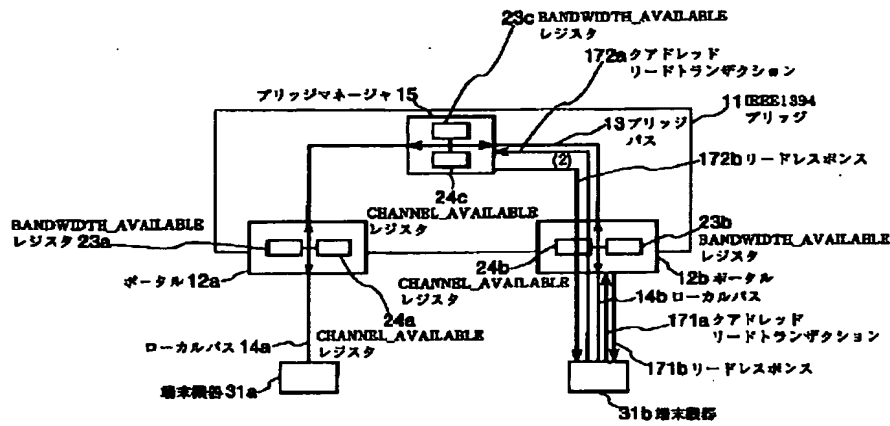 23c BANDWIDTH_AVAILABLE
レジスタ
172a クアドレッド
リードトランザクション
ブリッジマネージャ 15
11 IEEE1394
ブリッジ
13 ブリッジ
バス
(2)
172b リードレスポンス
24c
CHANNEL_AVAILABLE
レジスタ
BANDWIDTH_AVAILABLE
レジスタ 23a
23b
BANDWIDTH_AVAILABLE
レジスタ
24b
CHANNEL_AVAILABLE
レジスタ
12b ポータル
ポータル 12a
14b ローカルバス
24a
CHANNEL_AVAILABLE
レジスタ
171a クアドレッド
リードトランザクション
ローカルバス 14a
171b リードレスポンス
端末機器 31a
31b 端末機器